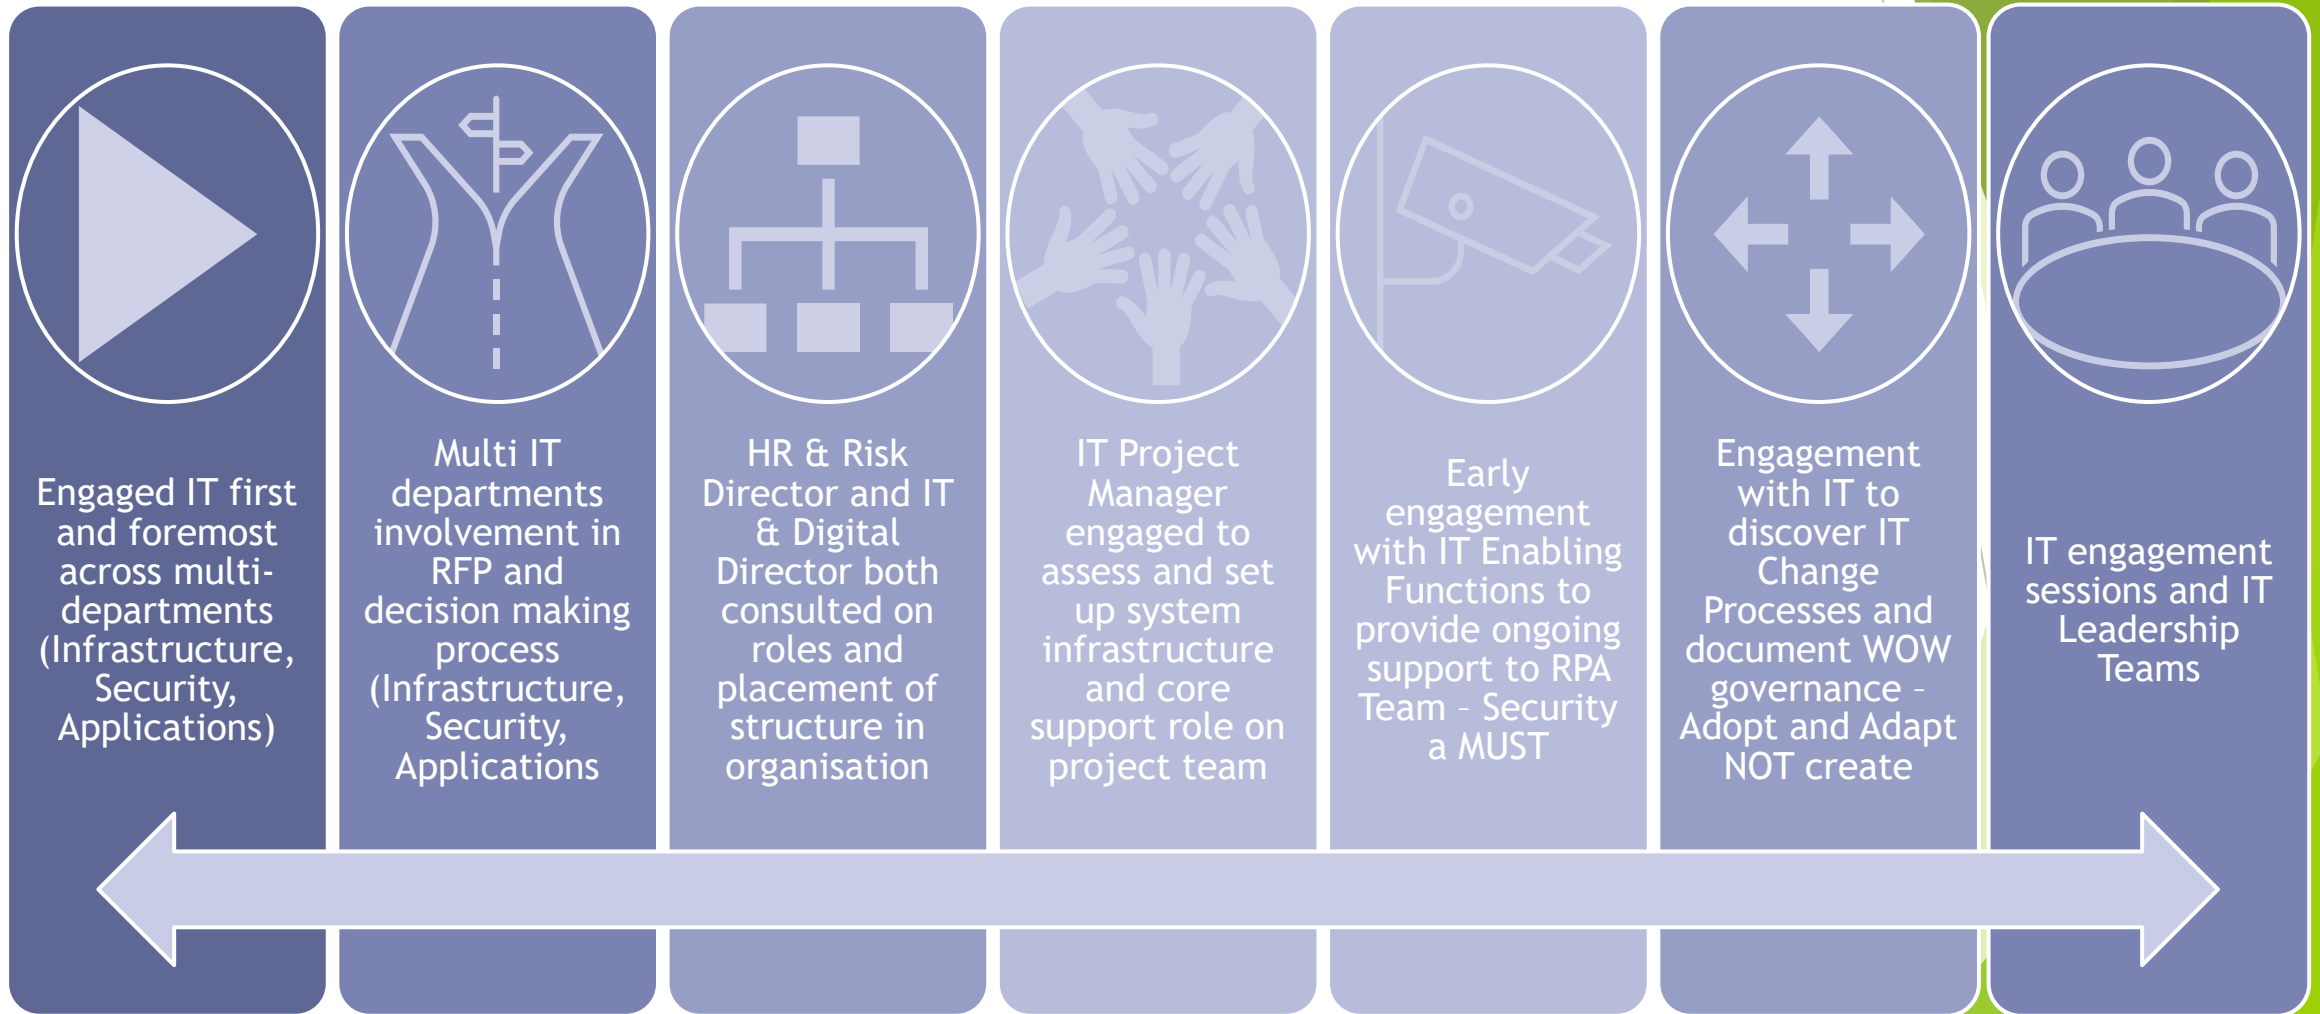 Engaged IT first
and foremost
across multi-
departments
(Infrastructure,
Security,
Applications)
Multi IT
departments
involvement in
RFP and
decision making
process
(Infrastructure,
Security,
Applications
HR & Risk
Director and IT
& Digital
Director both
consulted on
roles and
placement of
structure in
organisation
IT Project
Manager
engaged to
assess and set
up system
infrastructure
and core
support role on
project team
Early
engagement
with IT Enabling
Functions to
provide ongoing
support to RPA
Team – Security
a MUST
Engagement
with IT to
discover IT
Change
Processes and
document WOW
governance –
Adopt and Adapt
NOT create
IT engagement
sessions and IT
Leadership
Teams